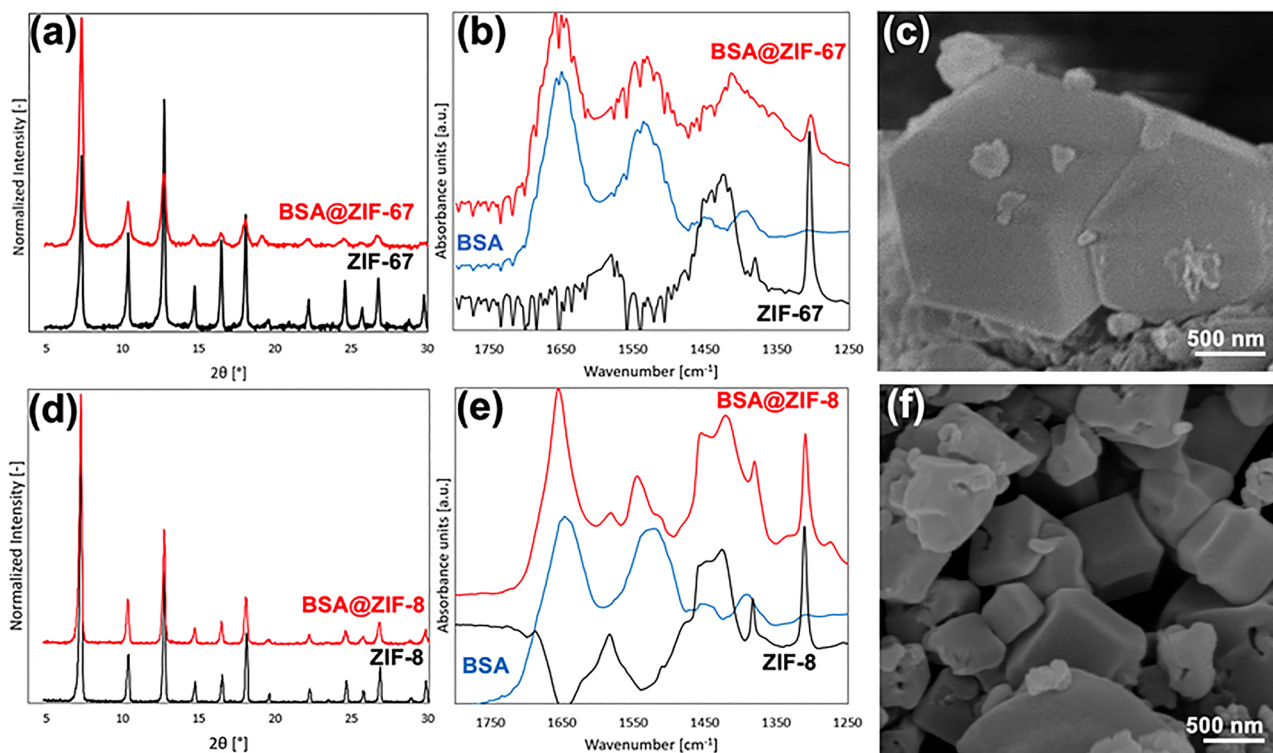 (a)
Normalized Intensity [-]
BSA@ZIF-67
ZIF-67
5 10 15 20 25 30
2θ [°]
(b)
Absorbance units [a.u.]
BSA@ZIF-67
BSA
ZIF-67
1750 1650 1550 1450 1350 1250
Wavenumber [cm-1]
(c)
500 nm
(d)
Normalized Intensity [-]
BSA@ZIF-8
ZIF-8
5 10 15 20 25 30
2θ [°]
(e)
Absorbance units [a.u.]
BSA@ZIF-8
BSA
ZIF-8
1750 1650 1550 1450 1350 1250
Wavenumber [cm-1]
(f)
500 nm